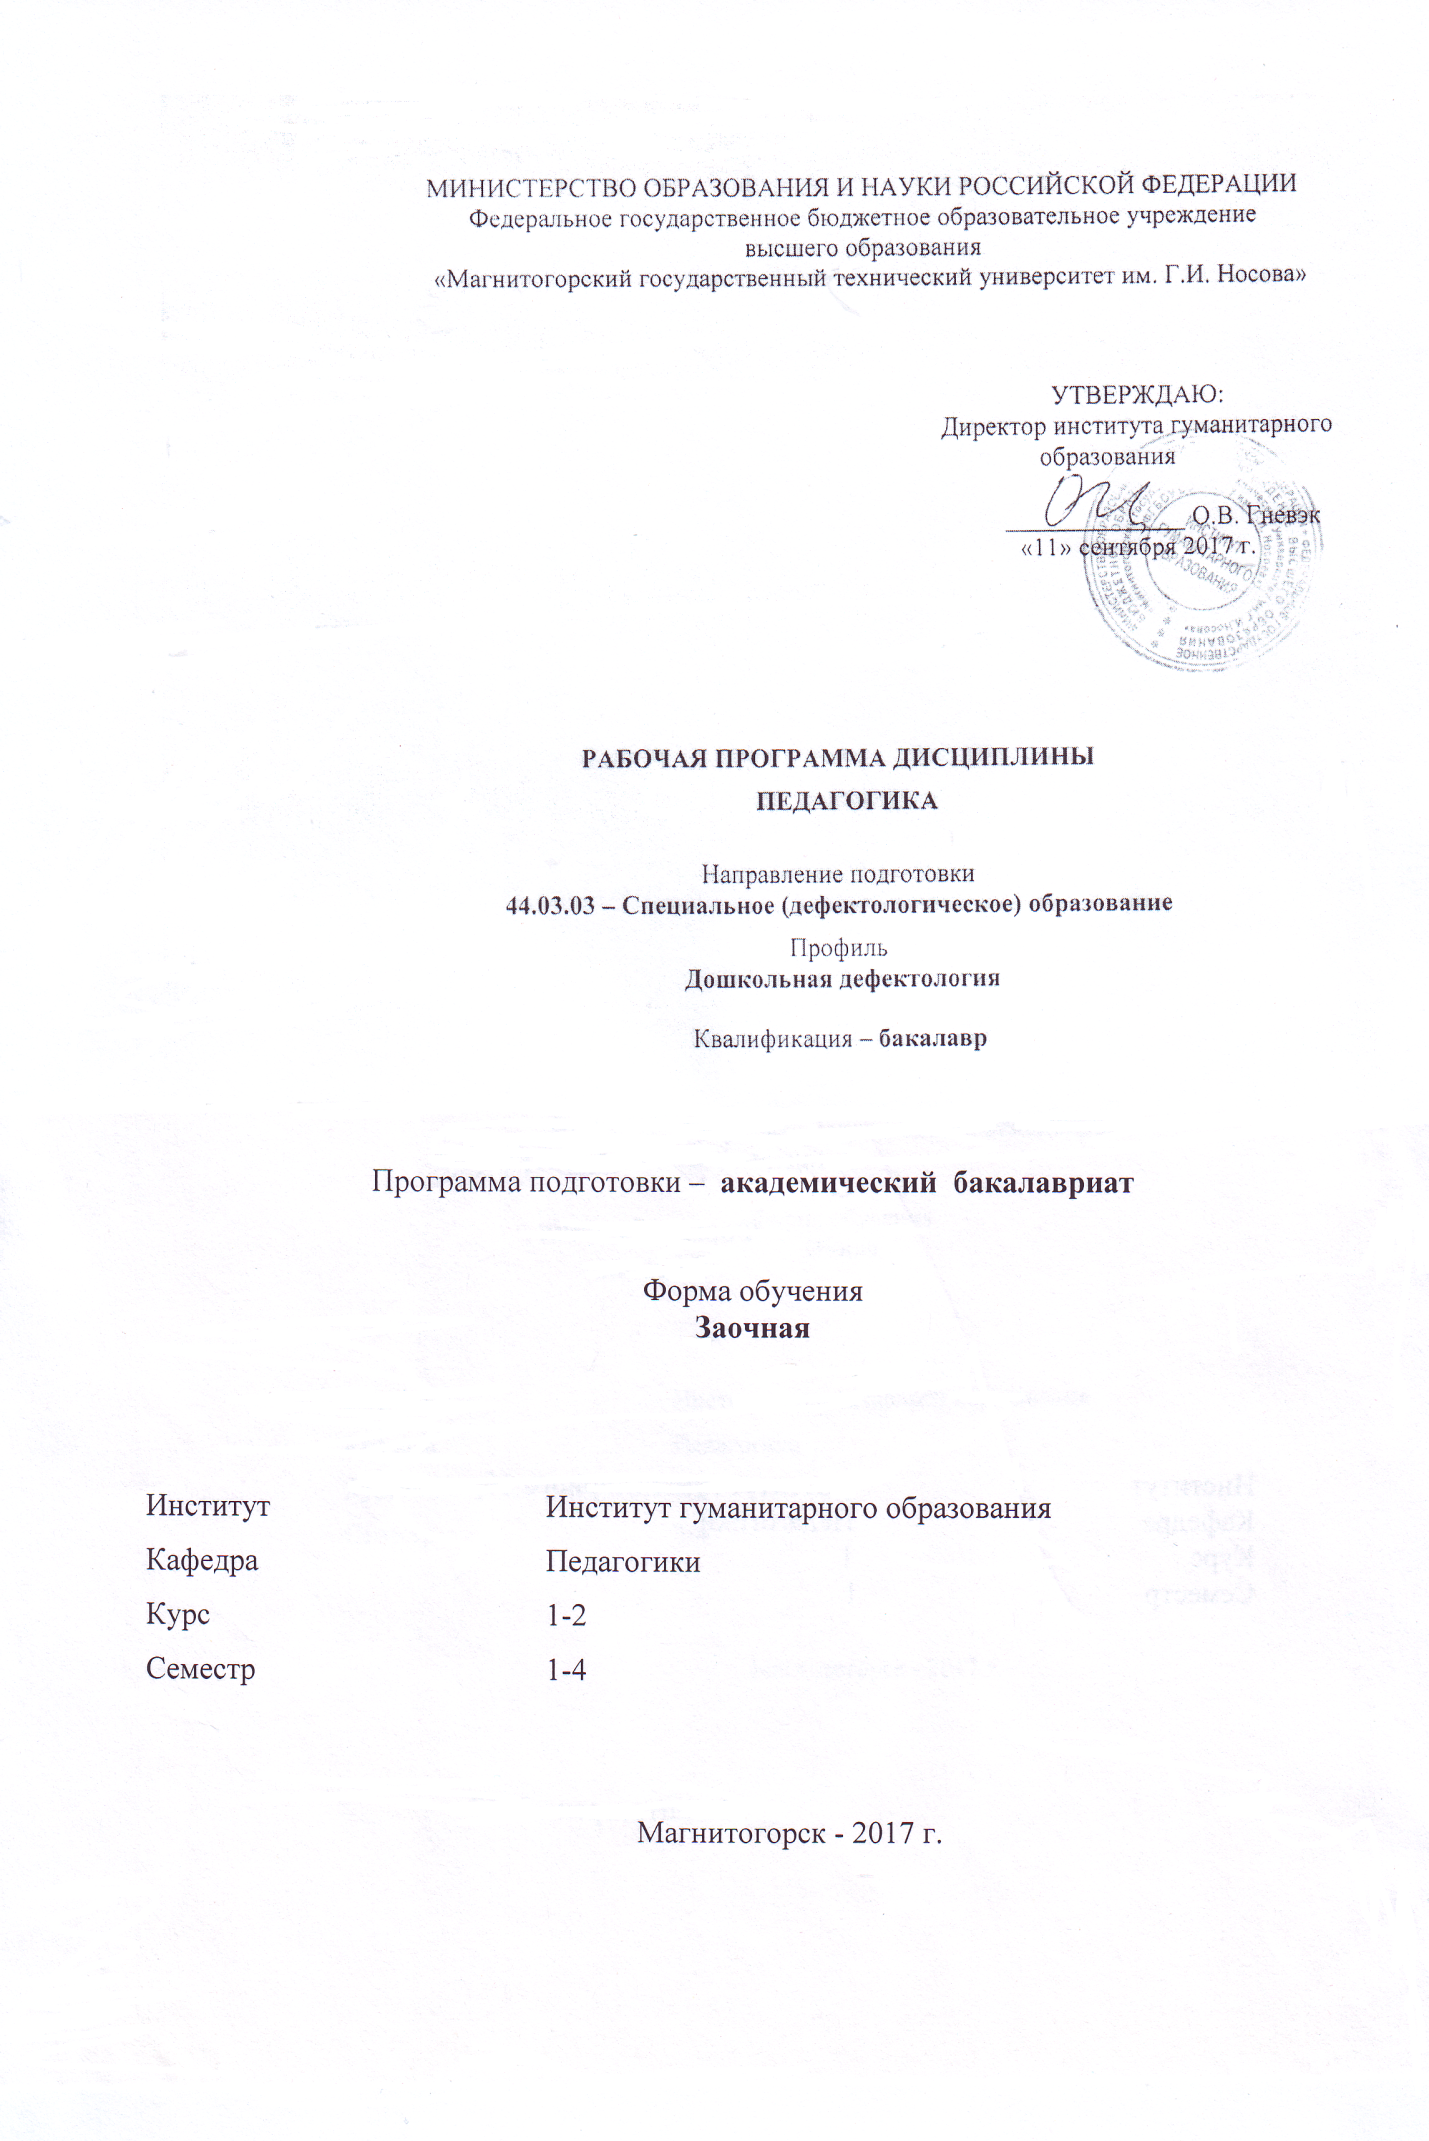 МИНИСТЕРСТВО ОБРАЗОВАНИЯ И НАУКИ РОССИЙСКОЙ ФЕДЕРАЦИИ
Федеральное государственное бюджетное образовательное учреждение
высшего образования
«Магнитогорский государственный технический университет им. Г.И. Носова»
УТВЕРЖДАЮ:
Директор института гуманитарного
образования
О.В. Гневэк
«11» сентября 2017 г.
РАБОЧАЯ ПРОГРАММА ДИСЦИПЛИНЫ
ПЕДАГОГИКА
Направление подготовки
44.03.03 – Специальное (дефектологическое) образование
Профиль
Дошкольная дефектология
Квалификация – бакалавр
Программа подготовки – академический бакалавриат
Форма обучения
Заочная
Институт Институт гуманитарного образования
Кафедра Педагогики
Курс 1-2
Семестр 1-4
Магнитогорск - 2017 г.